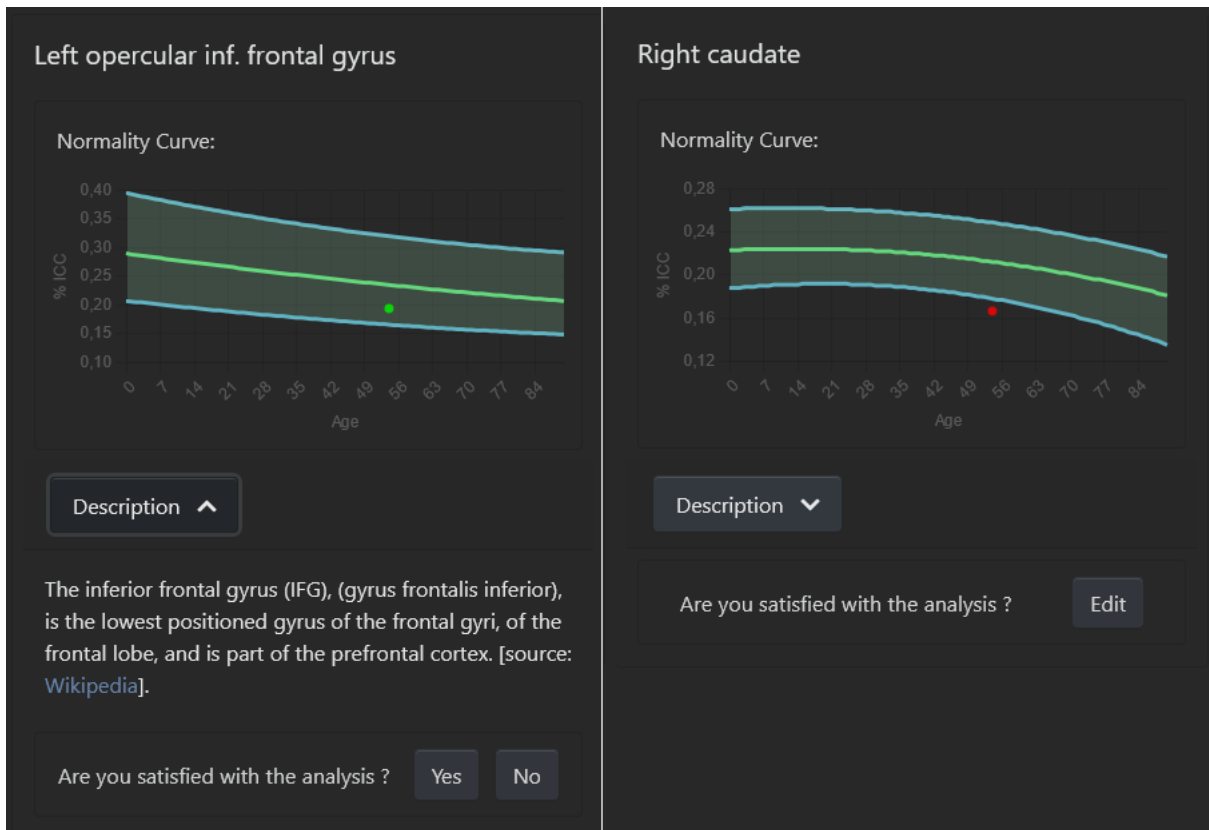 Left opercular inf. frontal gyrus
Normality Curve:
0,40
0,35
0,30
0,25
0,20
0,15
0,10
% ICC
0 7 14 21 28 35 42 49 56 63 70 77 84
Age
Description
The inferior frontal gyrus (IFG), (gyrus frontalis inferior),
is the lowest positioned gyrus of the frontal gyri, of the
frontal lobe, and is part of the prefrontal cortex. [source:
Wikipedia].
Are you satisfied with the analysis ? Yes No
Right caudate
Normality Curve:
0,28
0,24
0,20
0,16
0,12
% ICC
0 7 14 21 28 35 42 49 56 63 70 77 84
Age
Description
Are you satisfied with the analysis ? Edit